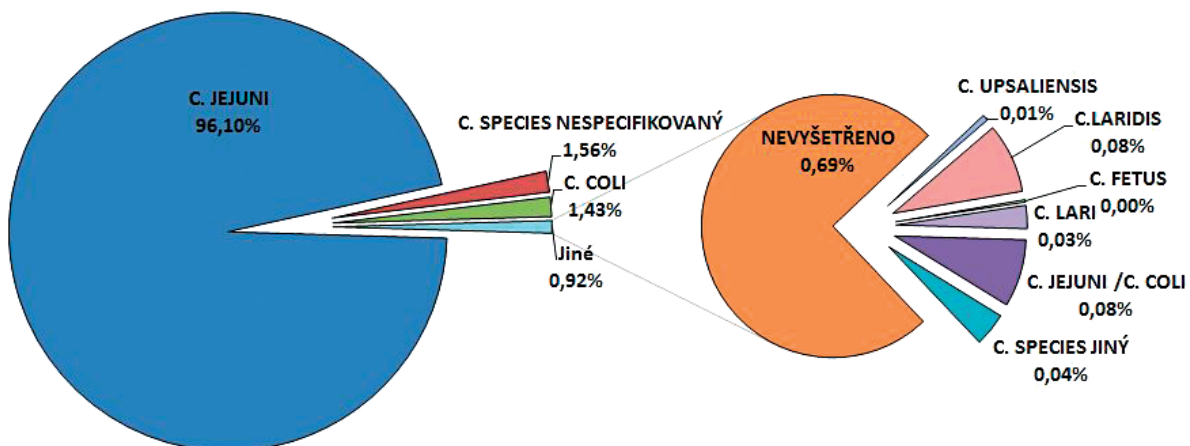 C. JEJUNI
96,10%
C. SPECIES NESPECIFIKOVANÝ
1,56%
C. COLI
1,43%
Jiné
0,92%
NEVYŠETŘENO
0,69%
C. UPSALIENSIS
0,01%
C.LARIDIS
0,08%
C. FETUS
0,00%
C. LARI
0,03%
C. JEJUNI /C. COLI
0,08%
C. SPECIES JINÝ
0,04%